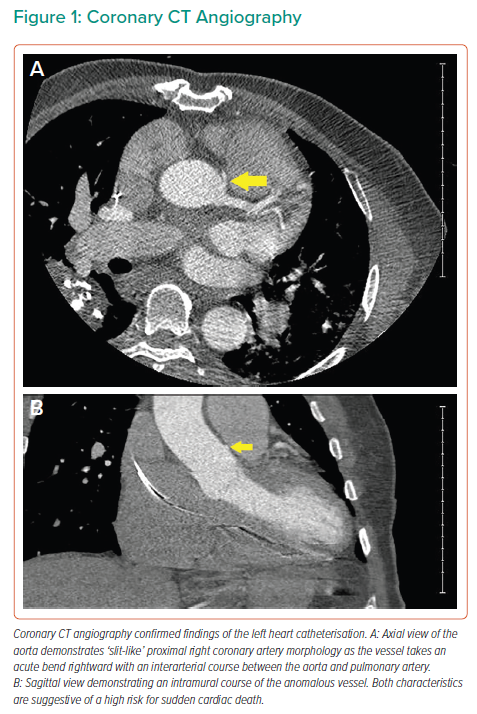 Figure 1: Coronary CT Angiography
A
B
Coronary CT angiography confirmed findings of the left heart catheterisation. A: Axial view of the
aorta demonstrates ‘slit-like’ proximal right coronary artery morphology as the vessel takes an
acute bend rightward with an interarterial course between the aorta and pulmonary artery.
B: Sagittal view demonstrating an intramural course of the anomalous vessel. Both characteristics
are suggestive of a high risk for sudden cardiac death.